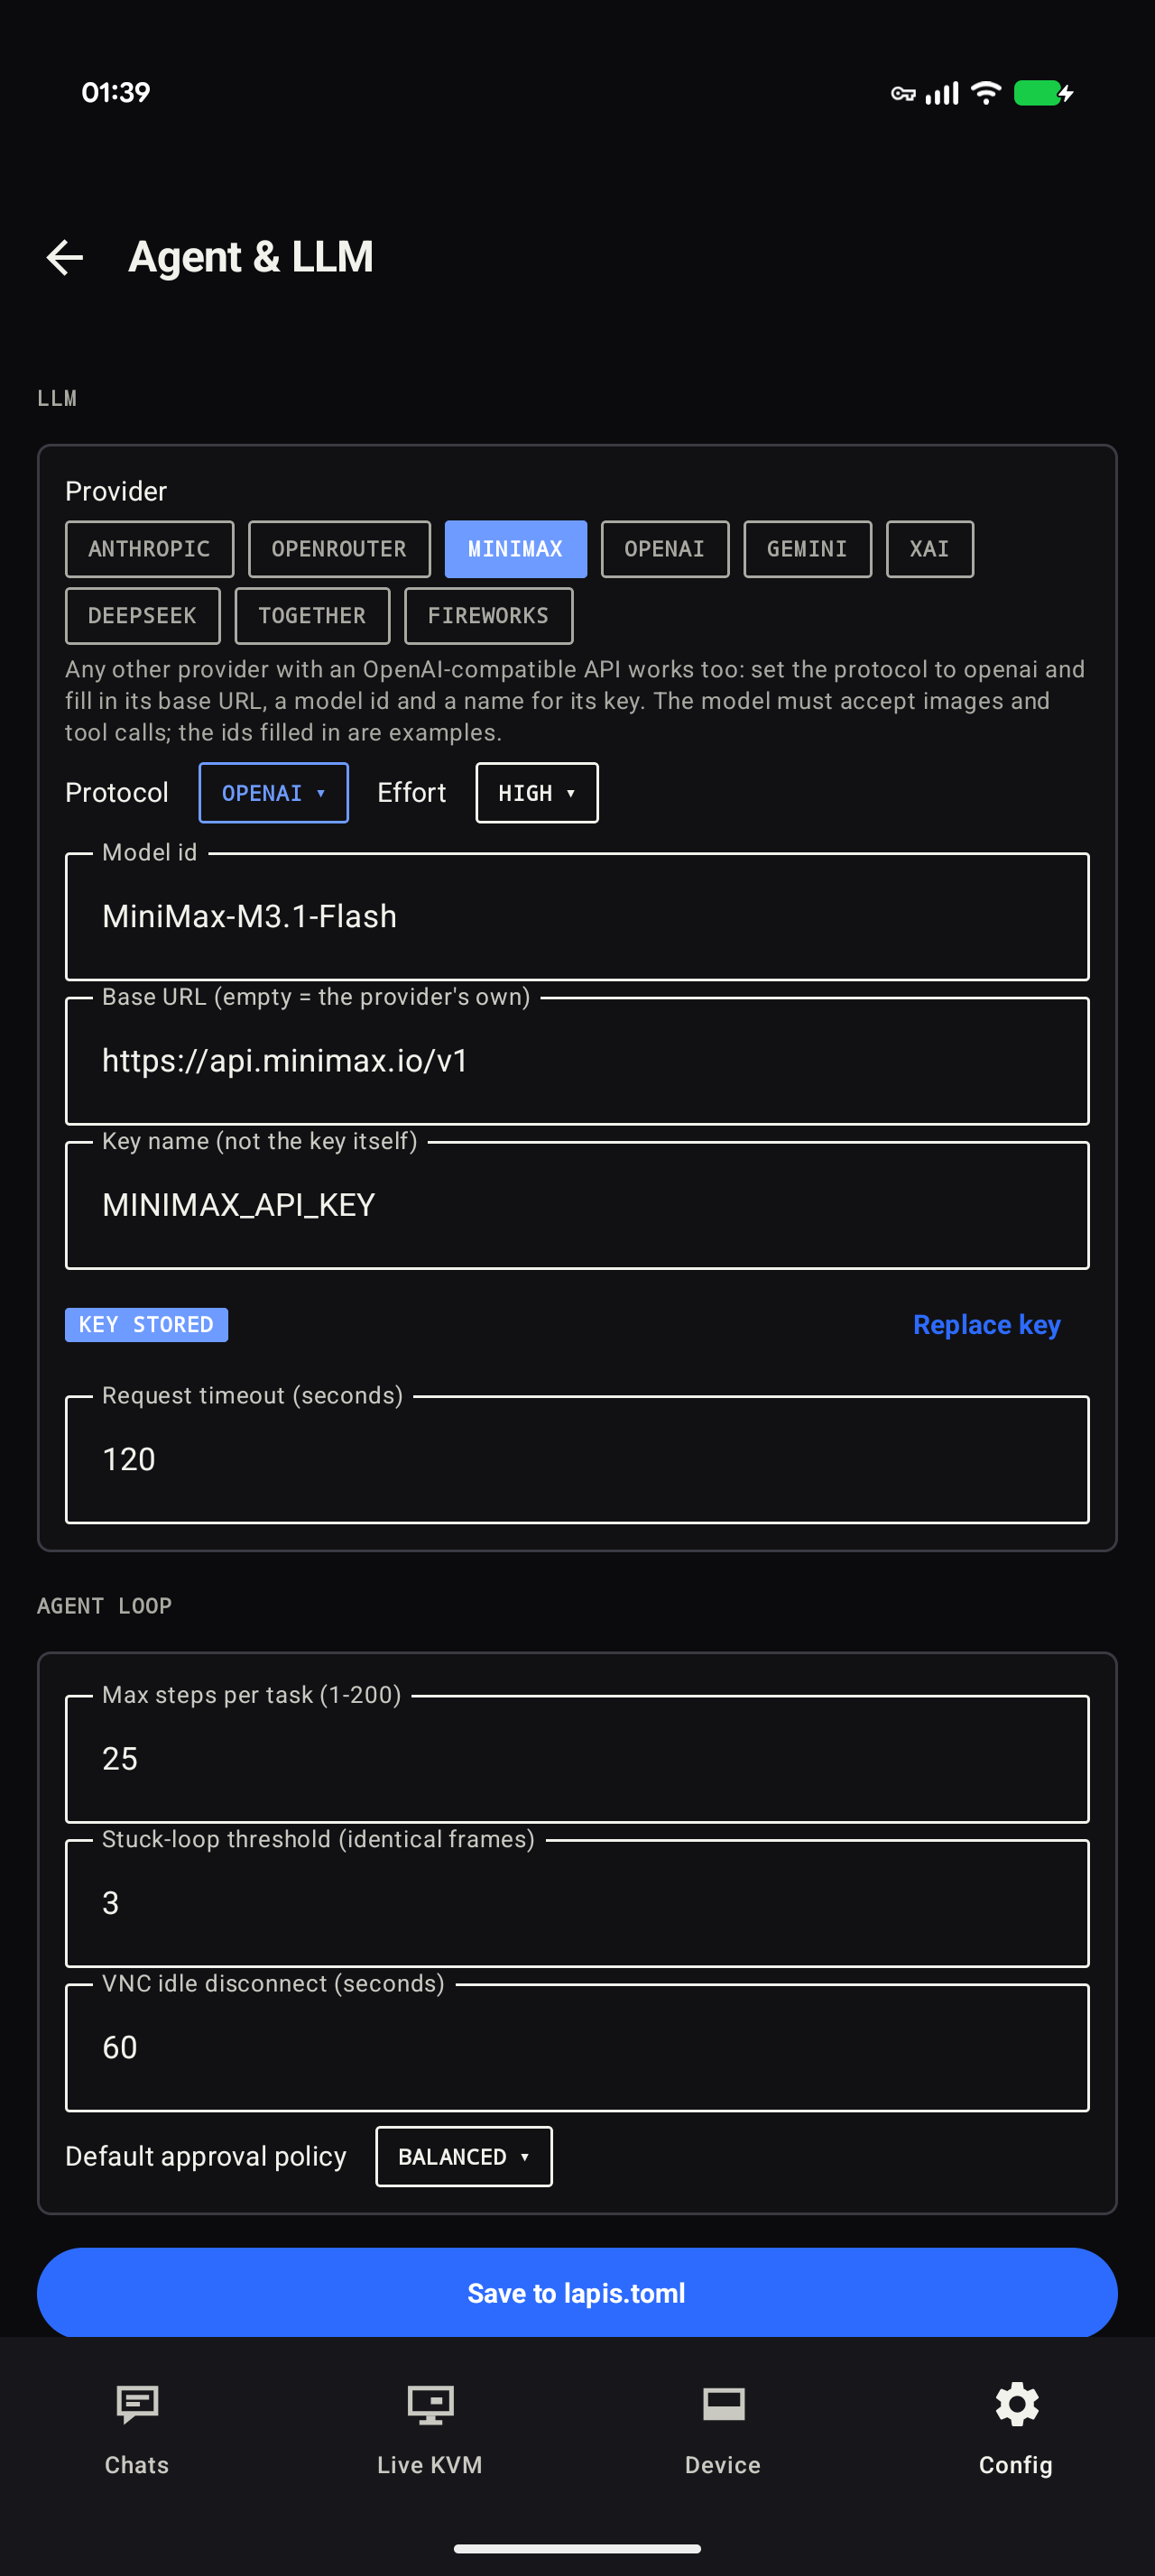 01:39
Agent & LLM
LLM
Provider
ANTHROPIC OPENROUTER MINIMAX OPENAI GEMINI XAI
DEEPSEEK TOGETHER FIREWORKS
Any other provider with an OpenAI-compatible API works too: set the protocol to openai and
fill in its base URL, a model id and a name for its key. The model must accept images and
tool calls; the ids filled in are examples.
Protocol OPENAI ▾ Effort HIGH ▾
Model id
MiniMax-M3.1-Flash
Base URL (empty = the provider's own)
https://api.minimax.io/v1
Key name (not the key itself)
MINIMAX_API_KEY
KEY STORED Replace key
Request timeout (seconds)
120
AGENT LOOP
Max steps per task (1-200)
25
Stuck-loop threshold (identical frames)
3
VNC idle disconnect (seconds)
60
Default approval policy BALANCED ▾
Save to lapis.toml
Chats Live KVM Device Config